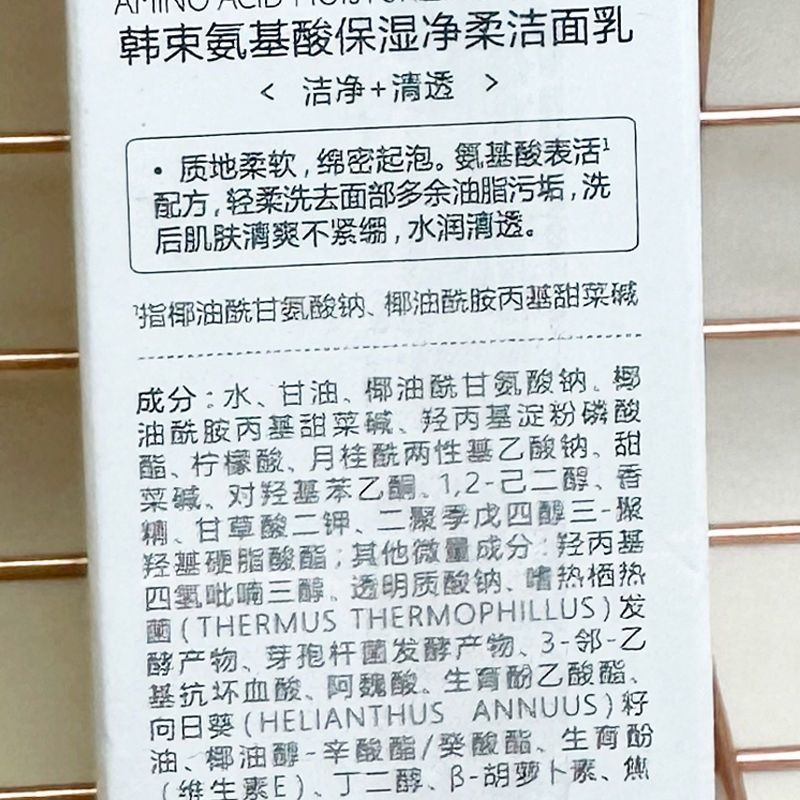 AMINO ACID
韩束氨基酸保湿净柔洁面乳
< 洁净+清透 >
• 质地柔软,绵密起泡。氨基酸表活¹
配方,轻柔洗去面部多余油脂污垢,洗
后肌肤清爽不紧绷,水润清透。
¹指椰油酰甘氨酸钠、椰油酰胺丙基甜菜碱
成分:水、甘油、椰油酰甘氨酸钠、椰
油酰胺丙基甜菜碱、羟丙基淀粉磷酸
酯、柠檬酸、月桂酰两性基乙酸钠、甜
菜碱、对羟基苯乙酮、1,2-己二醇、香
精、甘草酸二钾、二聚季戊四醇三-聚
羟基硬脂酸酯;其他微量成分:羟丙基
四氢吡喃三醇、透明质酸钠、嗜热栖热
菌(THERMUS THERMOPHILLUS)发
酵产物、芽孢杆菌发酵产物、3-邻-乙
基抗坏血酸、阿魏酸、生育酚乙酸酯、
向日葵(HELIANTHUS ANNUUS)籽
油、椰油醇-辛酸酯/癸酸酯、生育酚
(维生素E)、丁二醇、β-胡萝卜素、焦